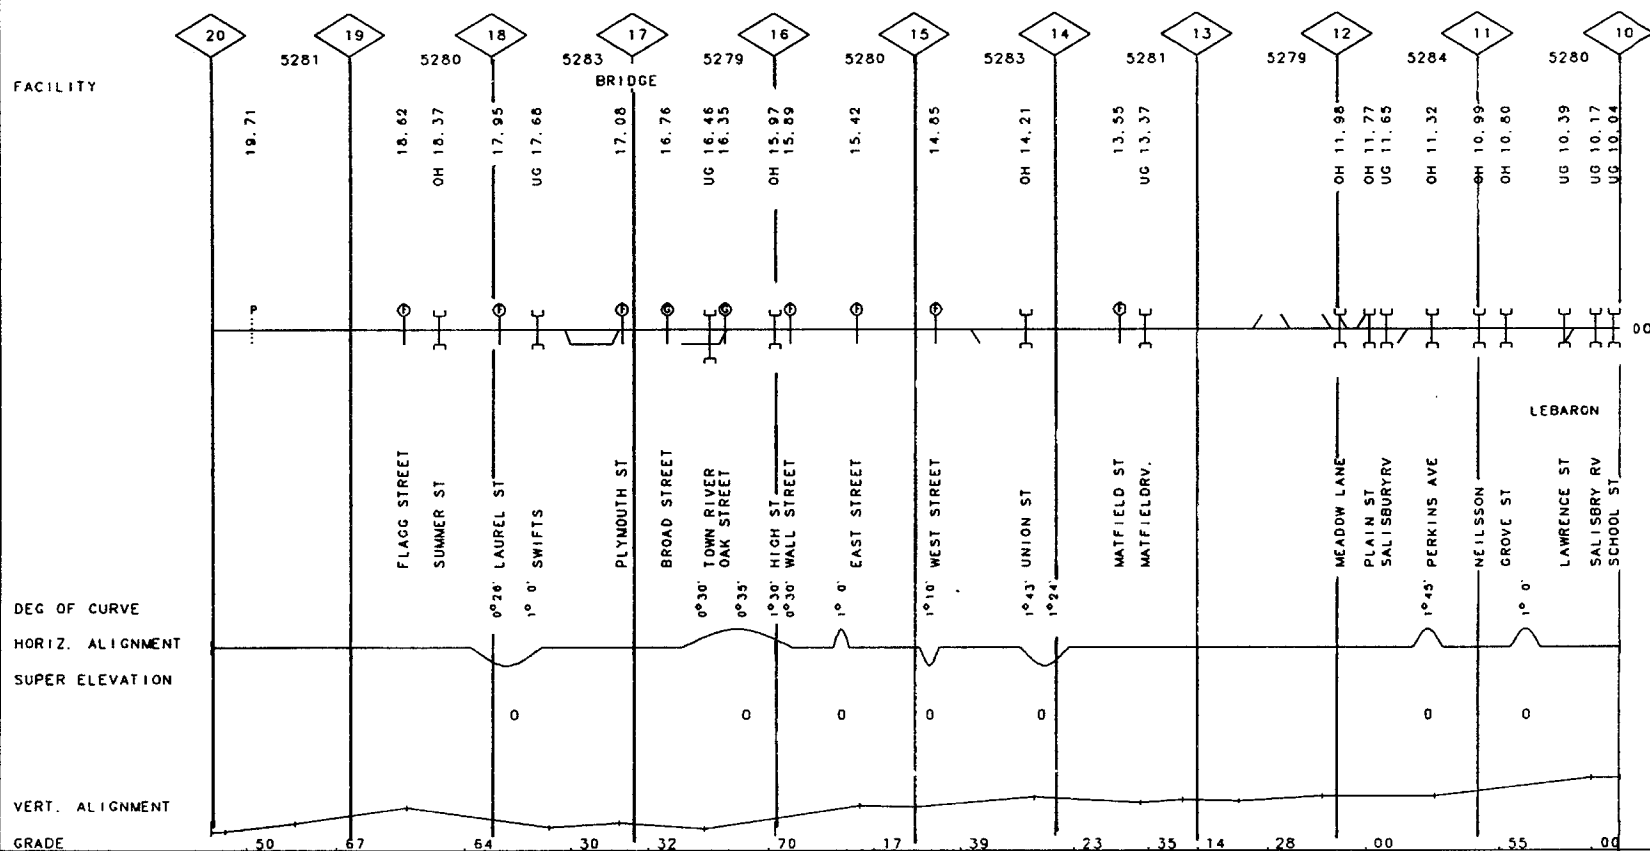 20 19 18 17 16 15 14 13 12 11 10
5281 5280 5283 5279 5280 5283 5281 5279 5284 5280
BRIDGE
FACILITY
19.71
18.62
OH 18.37
17.95
UG 17.68
17.08
16.76
UG 16.46
16.35
OH 15.97
15.89
15.42
14.85
OH 14.21
13.55
UG 13.37
OH 11.98
OH 11.77
UG 11.65
OH 11.32
OH 10.99
OH 10.80
UG 10.39
UG 10.17
UG 10.04
P F F F G G F F F F
00
LEBARON
FLAGG STREET
SUMMER ST
LAUREL ST
SWIFTS
PLYMOUTH ST
BROAD STREET
TOWN RIVER
OAK STREET
HIGH ST
WALL STREET
EAST STREET
WEST STREET
UNION ST
MATFIELD ST
MATFIELDRV.
MEADOW LANE
PLAIN ST
SALISBURYRV
PERKINS AVE
NEILSSON
GROVE ST
LAWRENCE ST
SALISBRY RV
SCHOOL ST
DEG OF CURVE
0°26' 1° 0' 0°30' 0°35' 1°30' 0°30' 1° 0' 1°10' 1°43' 1°24' 1°45' 1° 0'
HORIZ. ALIGNMENT
SUPER ELEVATION
0 0 0 0 0 0 0
VERT. ALIGNMENT
GRADE .50 .67 .64 .30 .32 .70 .17 .39 .23 .35 .14 .28 .00 .55 .00